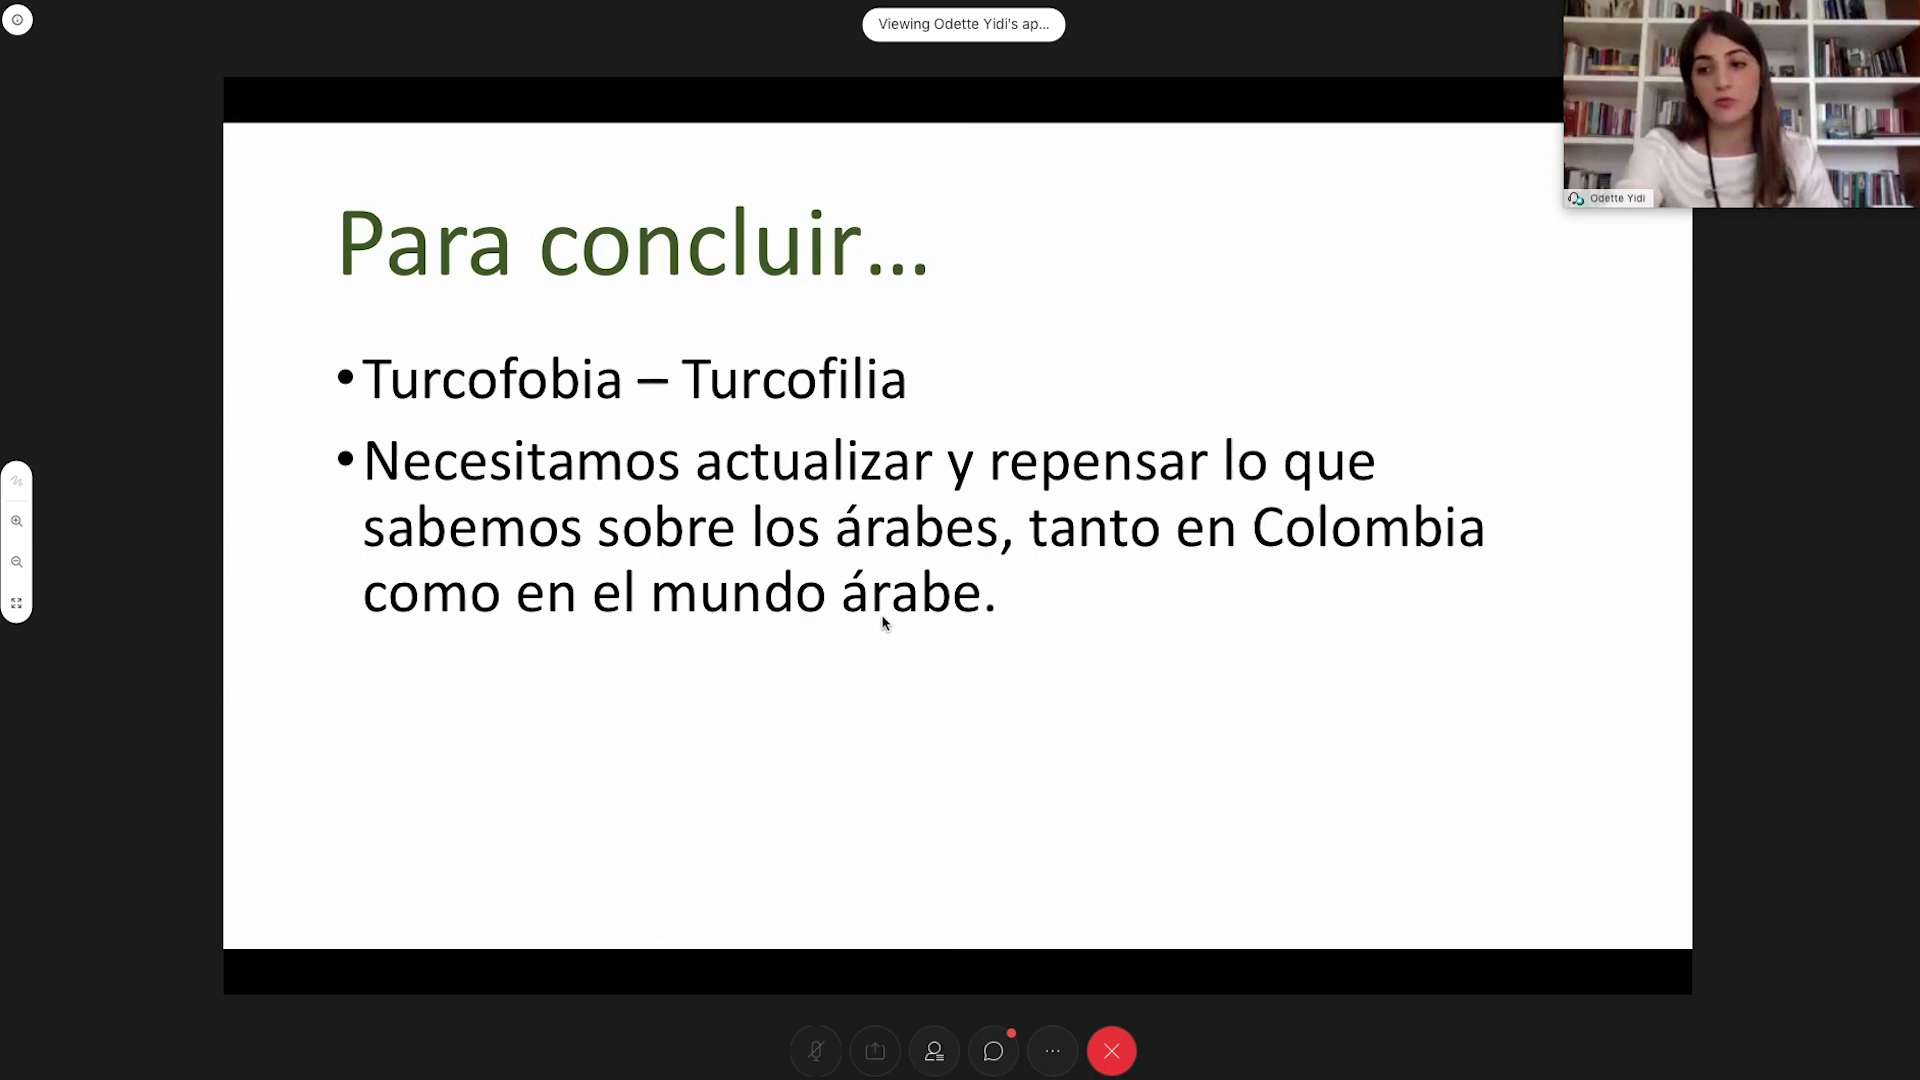 Viewing Odette Yidi's ap...
Odette Yidi
Para concluir...
•Turcofobia – Turcofilia
•Necesitamos actualizar y repensar lo que
sabemos sobre los árabes, tanto en Colombia
como en el mundo árabe.